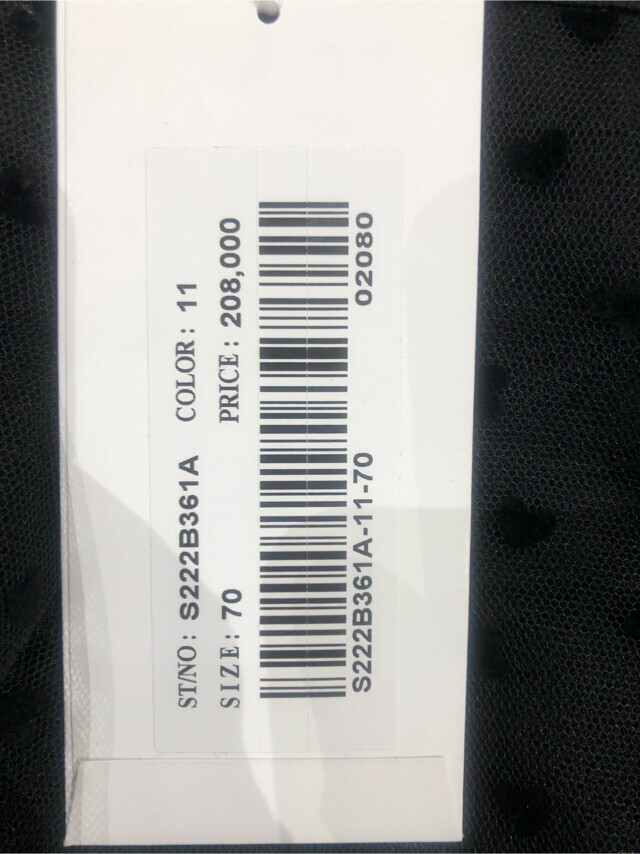 ST/NO: S222B361A COLOR: 11
SIZE: 70 PRICE: 208,000
S222B361A-11-70 02080